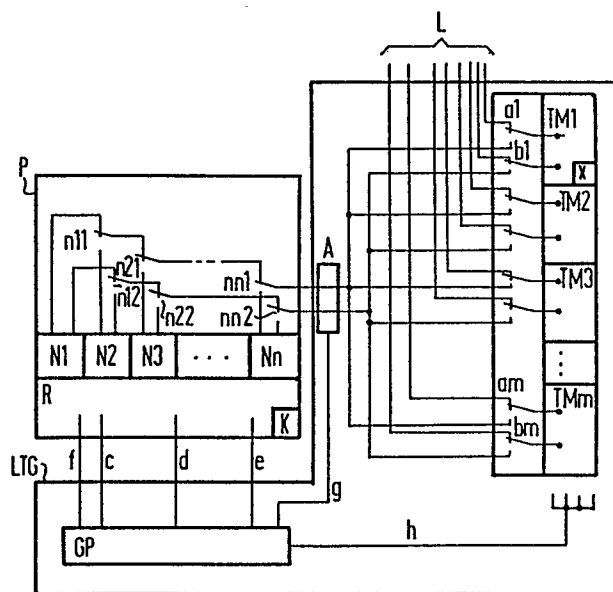 L
a1
TM1
b1
X
P
TM2
A
n11
n21
n12
n22
nn1
nn2
TM3
N1 N2 N3 ... Nn
R
K
am
TMm
bm
f c d e
LTG
g
GP
h